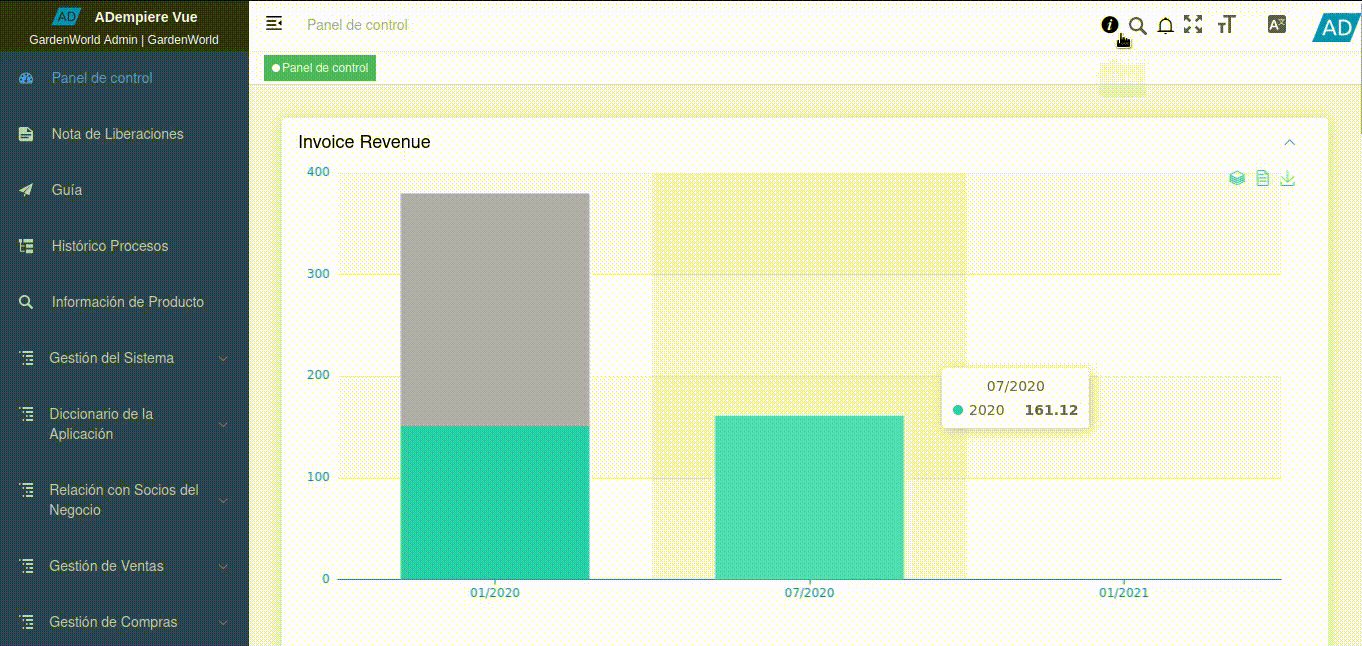 AD ADempiere Vue
GardenWorld Admin | GardenWorld
Panel de control
Nota de Liberaciones
Guía
Histórico Procesos
Información de Producto
Gestión del Sistema
Diccionario de la
Aplicación
Relación con Socios del
Negocio
Gestión de Ventas
Gestión de Compras
Panel de control
AD
Panel de control
Invoice Revenue
400
300
200
100
0
07/2020
2020 161.12
01/2020 07/2020 01/2021